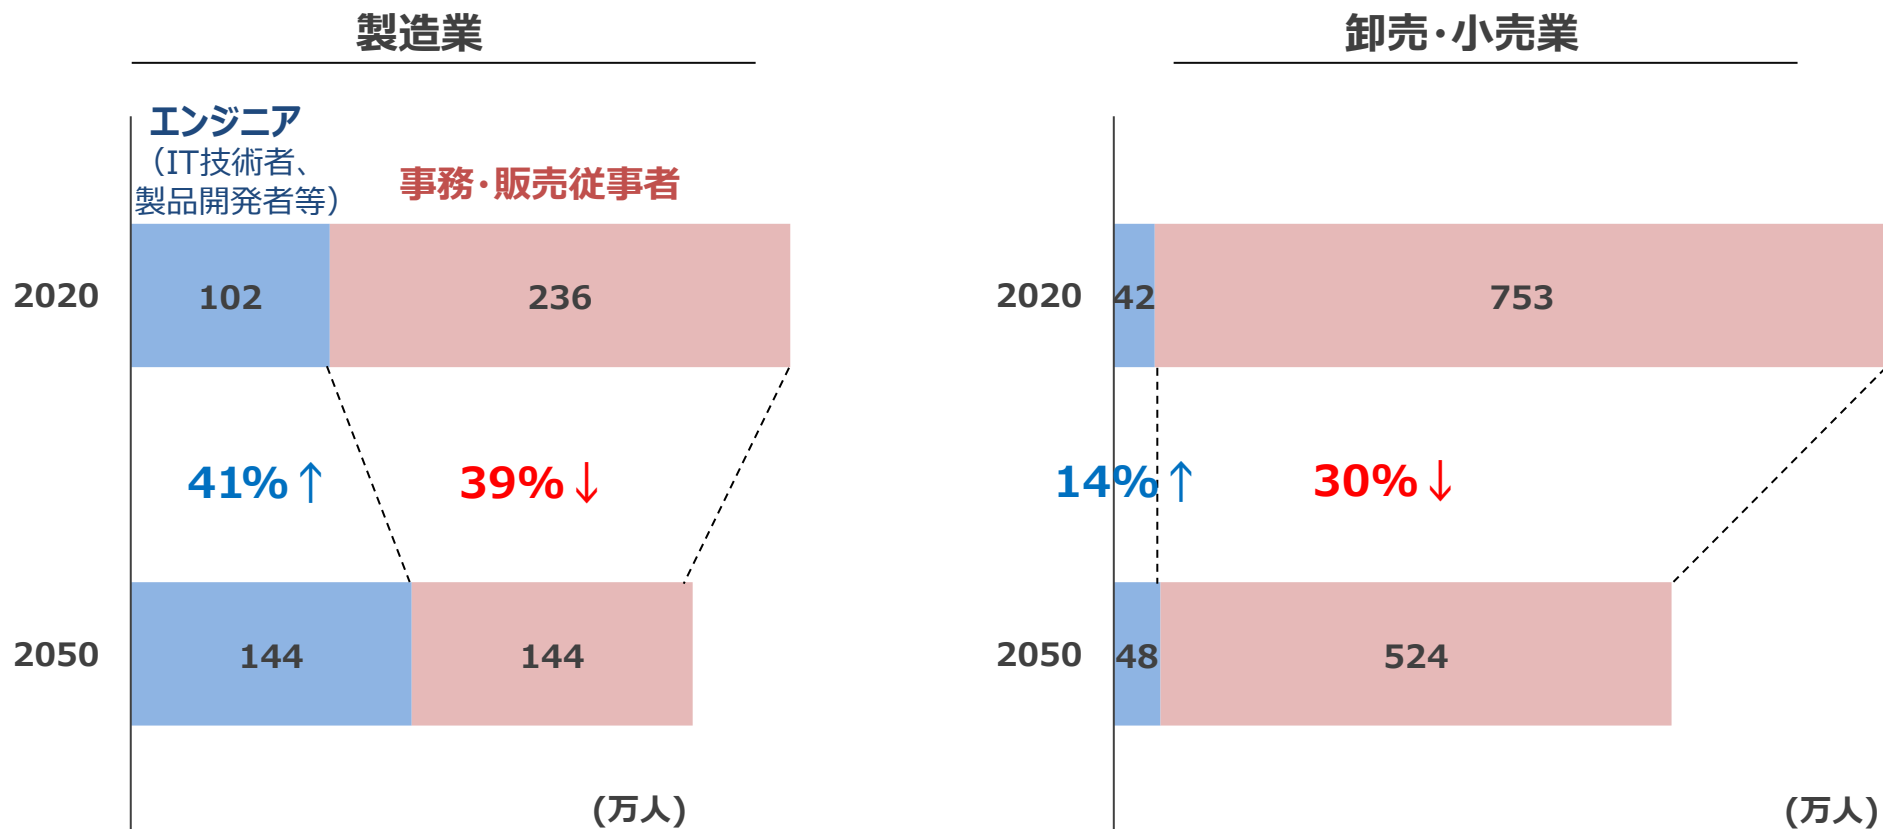 製造業
エンジニア
（IT技術者、
製品開発者等）
事務・販売従事者
2020
102
236
41%↑
39%↓
2050
144
144
(万人)
卸売・小売業
2020
42
753
14%↑
30%↓
2050
48
524
(万人)